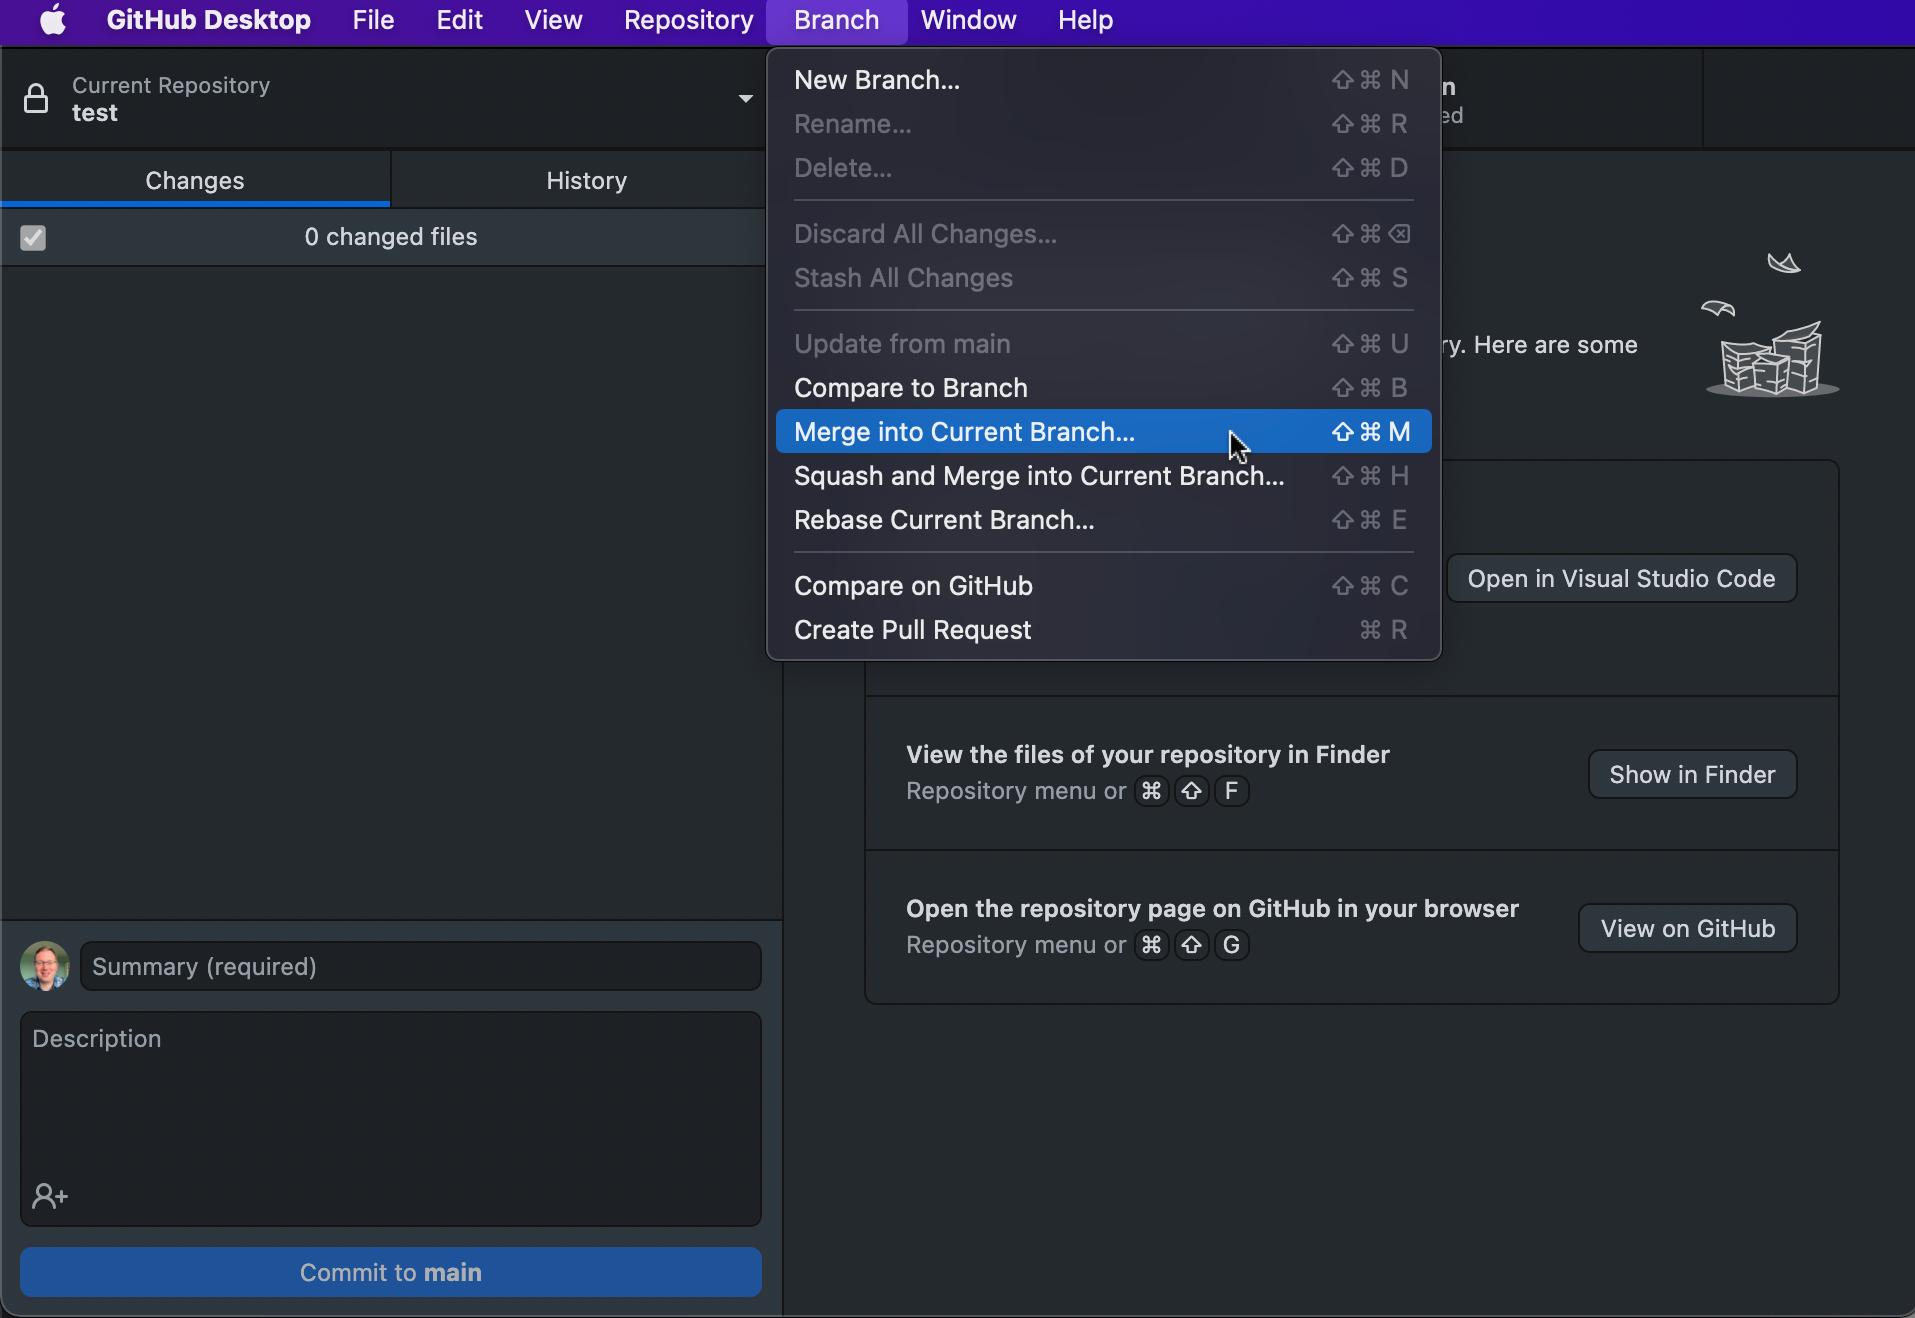 GitHub Desktop File Edit View Repository Branch Window Help
Current Repository
test
Changes History
0 changed files
New Branch... ⇧⌘ N
Rename... ⇧⌘ R
Delete... ⇧⌘ D
Discard All Changes... ⇧⌘⌫
Stash All Changes ⇧⌘ S
Update from main ⇧⌘ U
Compare to Branch ⇧⌘ B
Merge into Current Branch... ⇧⌘ M
Squash and Merge into Current Branch... ⇧⌘ H
Rebase Current Branch... ⇧⌘ E
Compare on GitHub ⇧⌘ C
Create Pull Request ⌘ R
n
ed
ry. Here are some
Open in Visual Studio Code
View the files of your repository in Finder
Repository menu or ⌘ ⇧ F
Show in Finder
Open the repository page on GitHub in your browser
Repository menu or ⌘ ⇧ G
View on GitHub
Summary (required)
Description
Commit to main